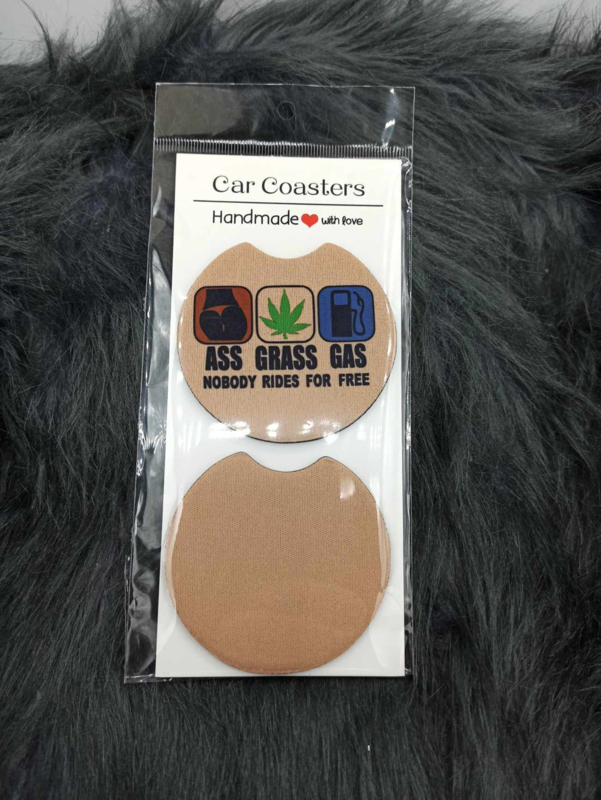 Car Coasters
Handmade with love
ASS GRASS GAS
NOBODY RIDES FOR FREE